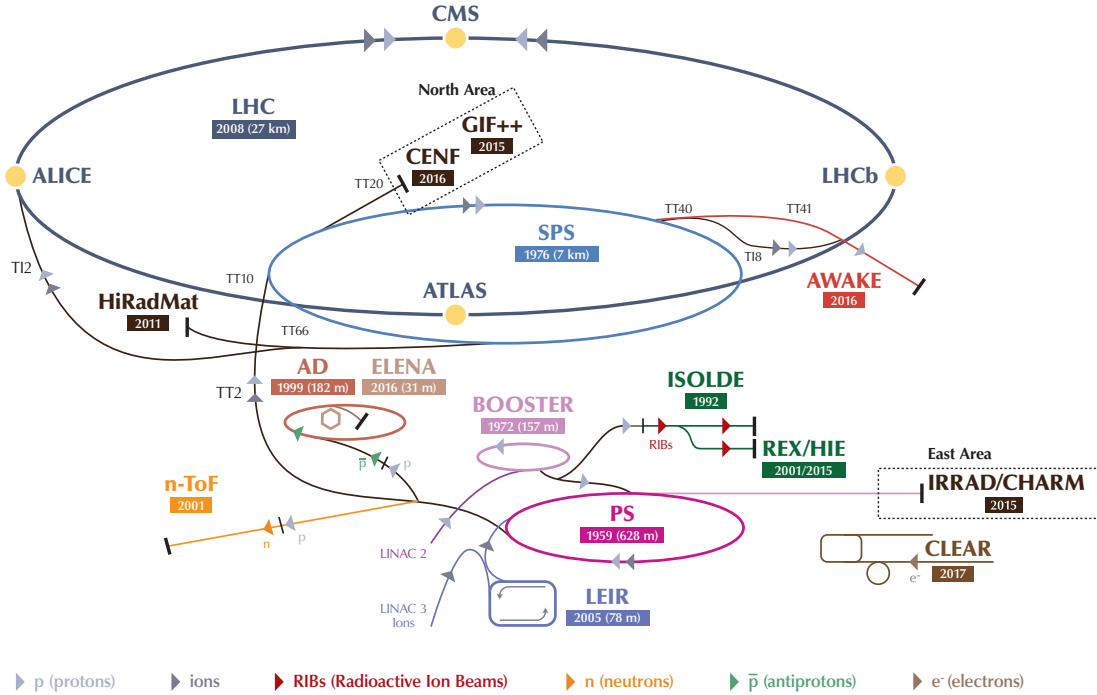 CMS
North Area
LHC
2008 (27 km)
GIF++
2015
CENF
2016
ALICE
TT20
LHCb
TT40
TT41
SPS
1976 (7 km)
TI8
TI2
TT10
AWAKE
2016
ATLAS
HiRadMat
2011
TT66
AD
1999 (182 m)
ELENA
2016 (31 m)
TT2
ISOLDE
1992
BOOSTER
1972 (157 m)
RIBs
REX/HIE
2001/2015
p̅
p
East Area
n-ToF
2001
IRRAD/CHARM
2015
PS
1959 (628 m)
n
p
LINAC 2
CLEAR
2017
e-
LEIR
2005 (78 m)
LINAC 3
Ions
p (protons)
ions
RIBs (Radioactive Ion Beams)
n (neutrons)
p̅ (antiprotons)
e- (electrons)